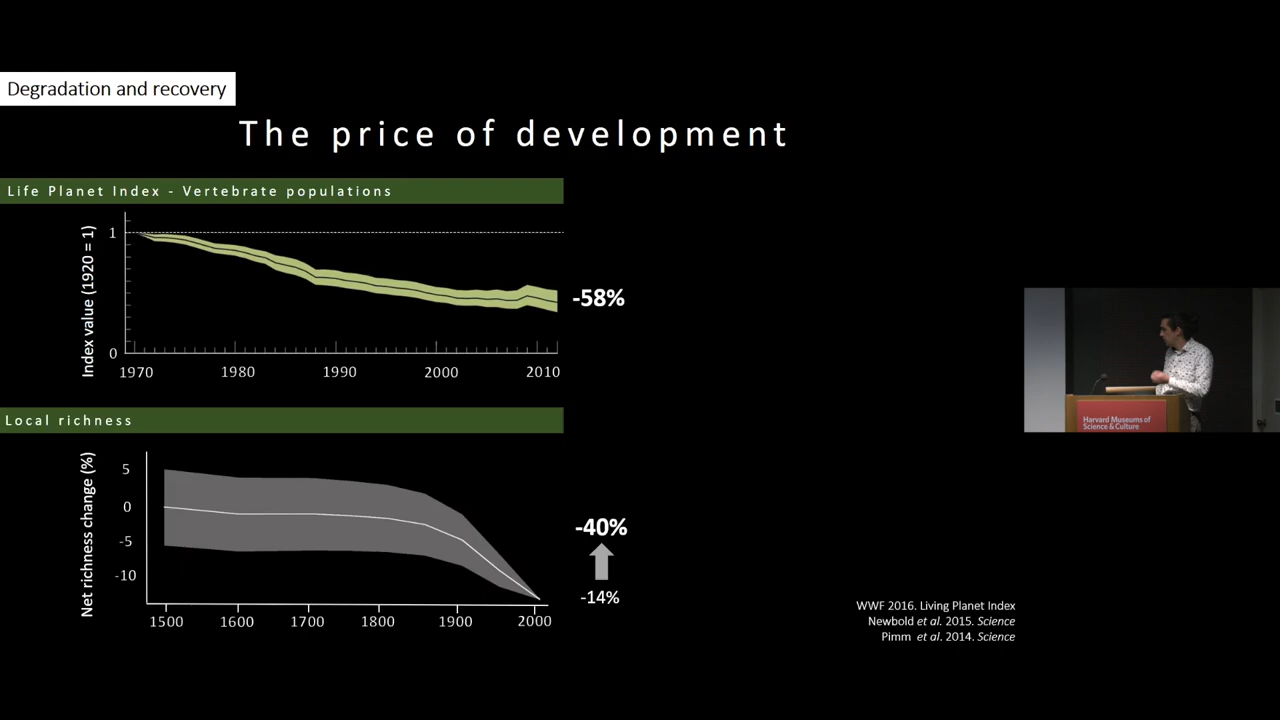 Degradation and recovery
The price of development
Life Planet Index - Vertebrate populations
Index value (1920 = 1)
1
0
1970 1980 1990 2000 2010
-58%
Local richness
Net richness change (%)
5
0
-5
-10
1500 1600 1700 1800 1900 2000
-40%
-14%
WWF 2016. Living Planet Index
Newbold et al. 2015. Science
Pimm et al. 2014. Science
Harvard Museums of
Science & Culture